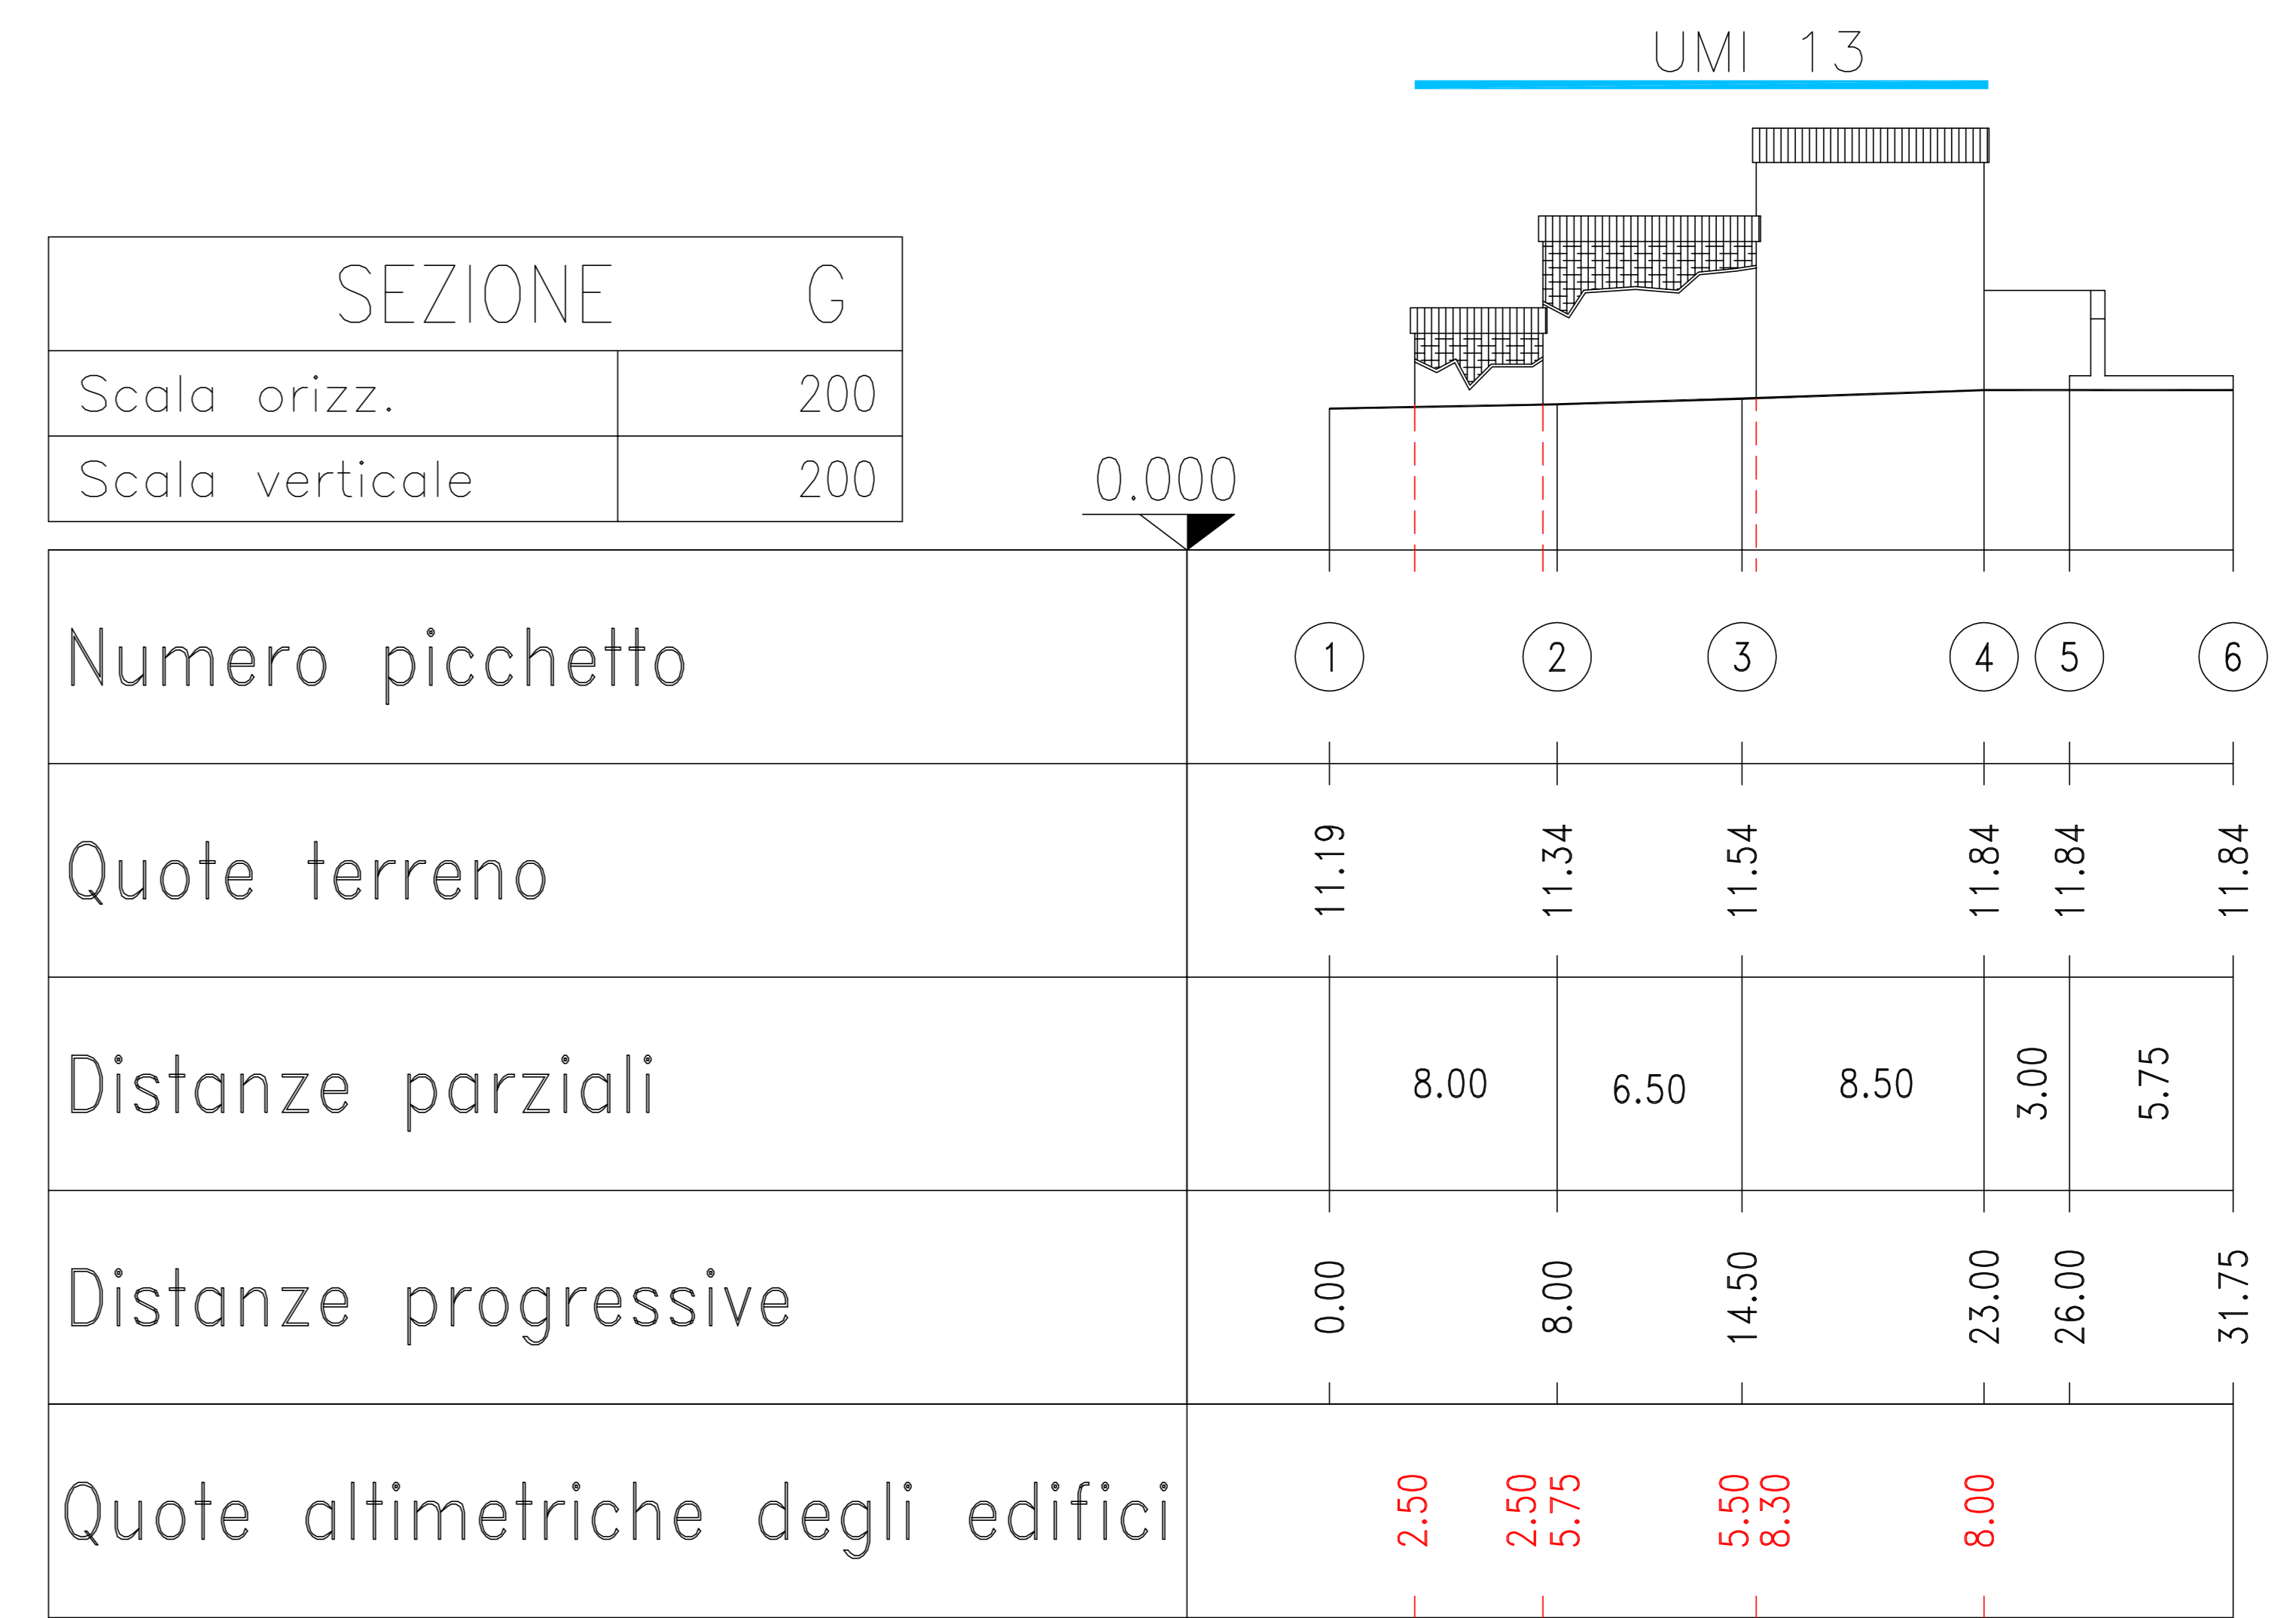 UMI 13
SEZIONE G
Scala orizz. 200
Scala verticale 200
0.000
Numero picchetto 1 2 3 4 5 6
Quote terreno 11.19 11.34 11.54 11.84 11.84 11.84
Distanze parziali 8.00 6.50 8.50 3.00 5.75
Distanze progressive 0.00 8.00 14.50 23.00 26.00 31.75
Quote altimetriche degli edifici 2.50 2.50 5.75 5.50 8.30 8.00